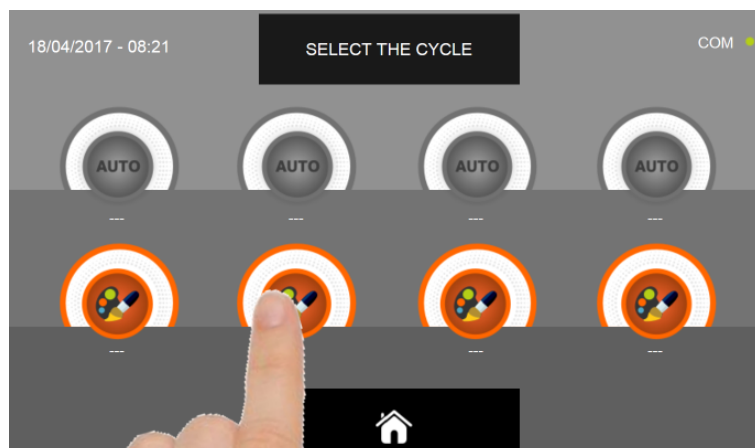 18/04/2017 - 08:21
SELECT THE CYCLE
COM
AUTO AUTO AUTO AUTO
--- --- --- ---
--- --- --- ---